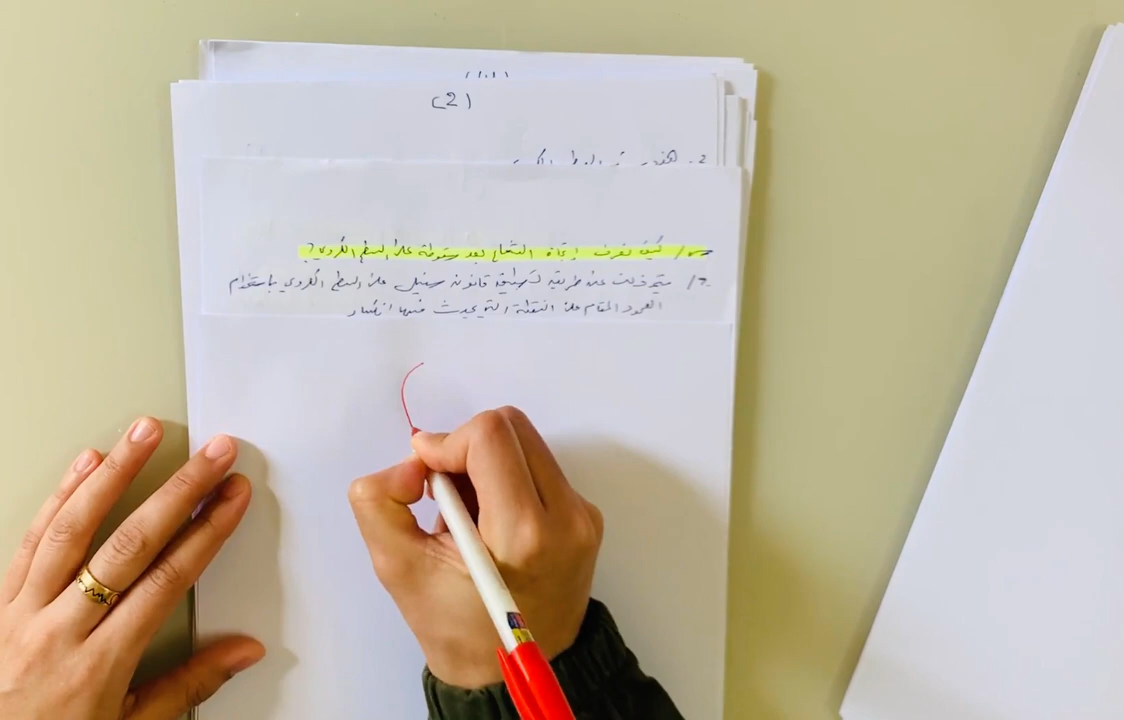 (2)
س/ كيف نعرف اتجاه الشعاع بعد سقوطه على السطح الكروي؟
ج/ يتم ذلك عن طريق تطبيق قانون سنيل على السطح الكروي باستخدام
العمود المقام على النقطة التي يحدث فيها انكسار